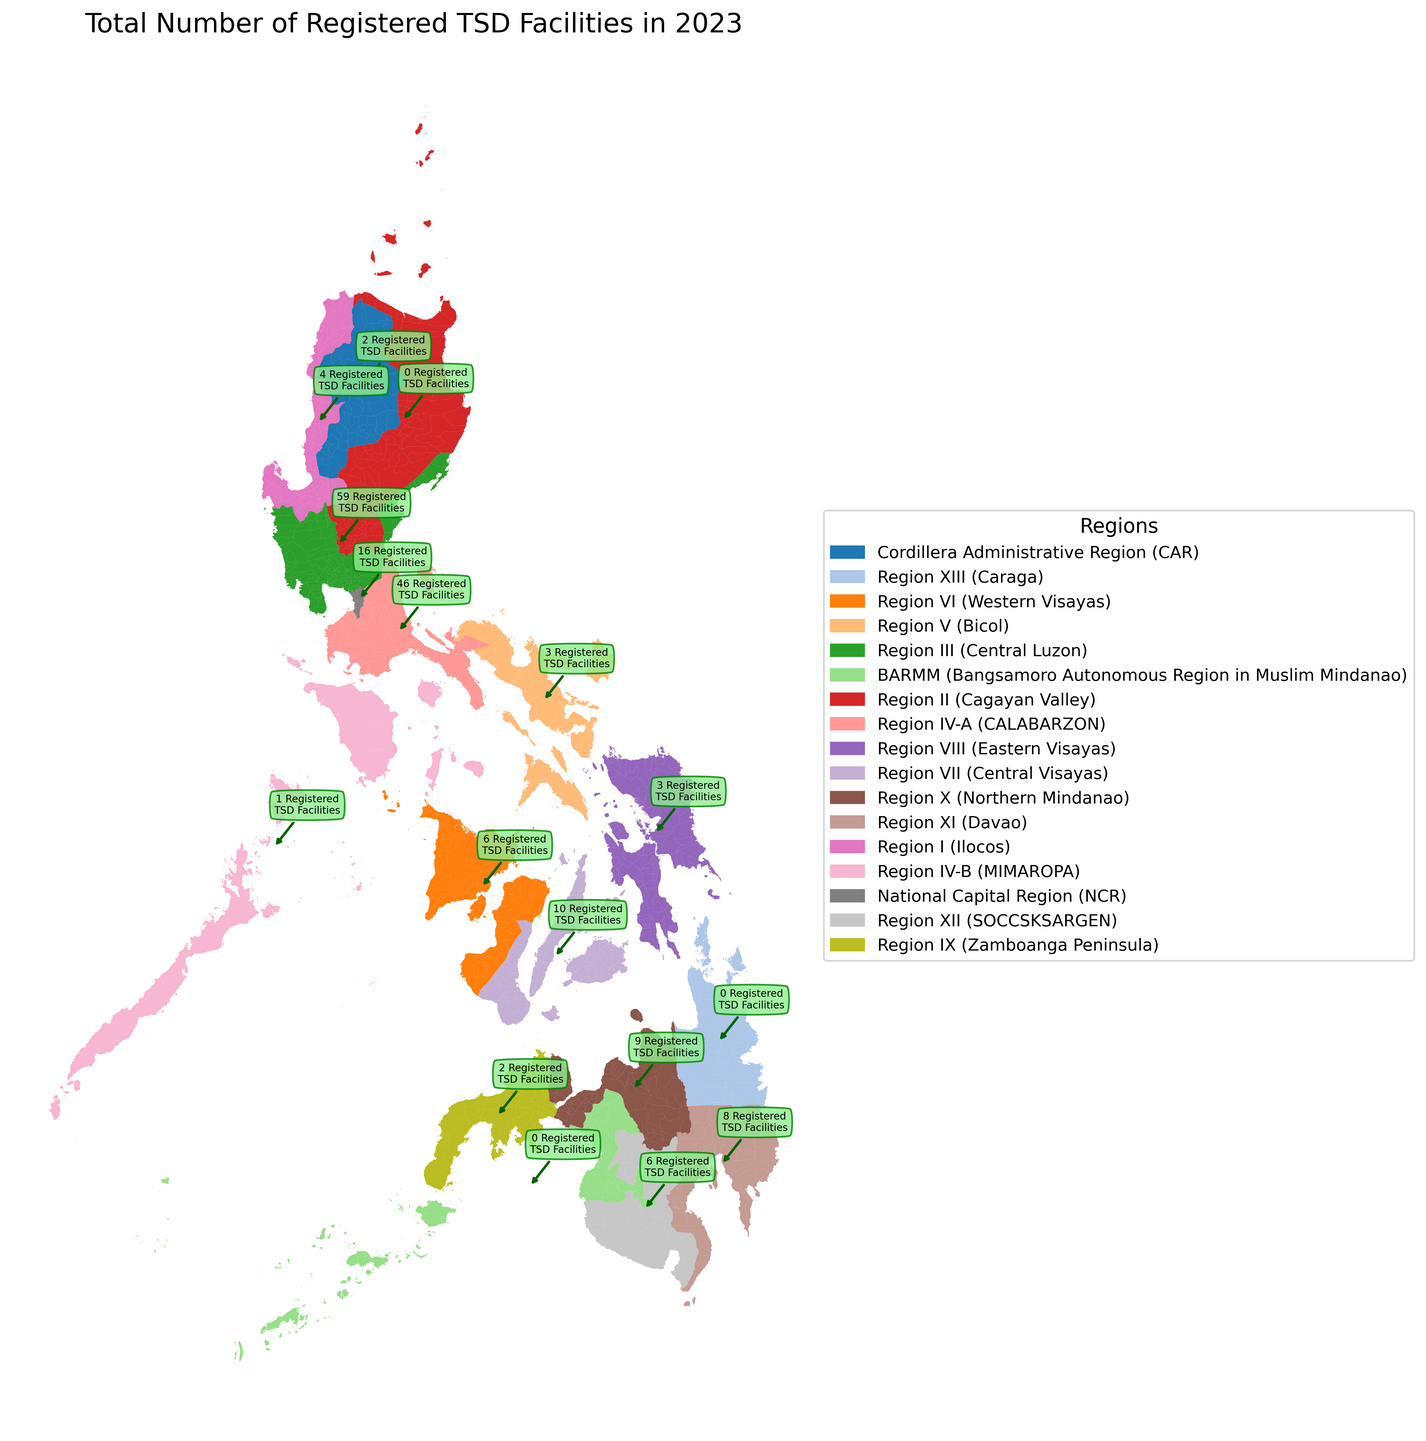 Total Number of Registered TSD Facilities in 2023
2 Registered
TSD Facilities
4 Registered
TSD Facilities
0 Registered
TSD Facilities
59 Registered
TSD Facilities
16 Registered
TSD Facilities
46 Registered
TSD Facilities
3 Registered
TSD Facilities
3 Registered
TSD Facilities
1 Registered
TSD Facilities
6 Registered
TSD Facilities
10 Registered
TSD Facilities
0 Registered
TSD Facilities
9 Registered
TSD Facilities
2 Registered
TSD Facilities
8 Registered
TSD Facilities
0 Registered
TSD Facilities
6 Registered
TSD Facilities
Regions
Cordillera Administrative Region (CAR)
Region XIII (Caraga)
Region VI (Western Visayas)
Region V (Bicol)
Region III (Central Luzon)
BARMM (Bangsamoro Autonomous Region in Muslim Mindanao)
Region II (Cagayan Valley)
Region IV-A (CALABARZON)
Region VIII (Eastern Visayas)
Region VII (Central Visayas)
Region X (Northern Mindanao)
Region XI (Davao)
Region I (Ilocos)
Region IV-B (MIMAROPA)
National Capital Region (NCR)
Region XII (SOCCSKSARGEN)
Region IX (Zamboanga Peninsula)